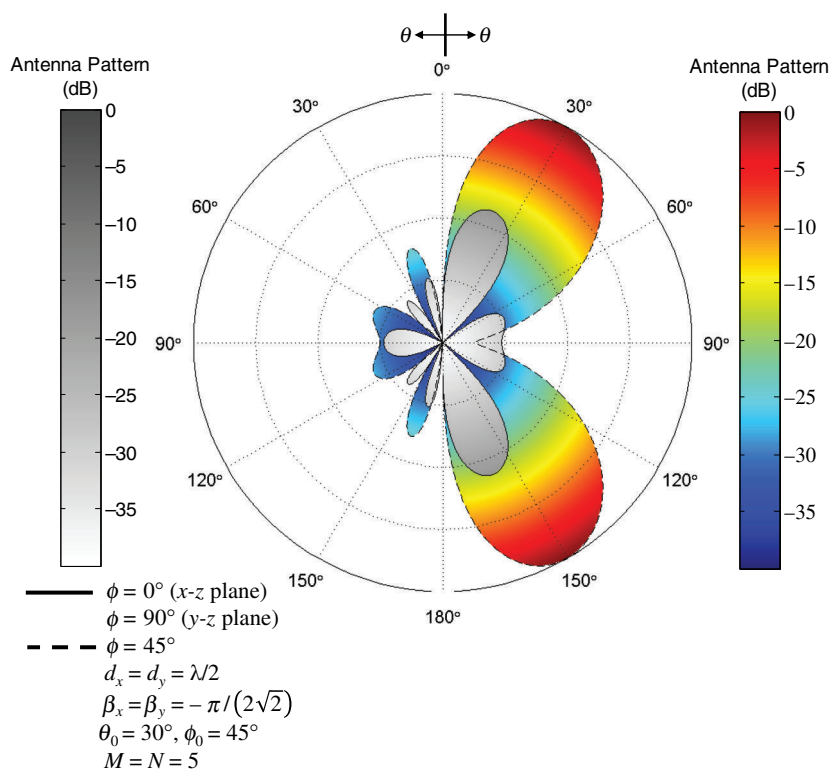 θ θ
Antenna Pattern
(dB)
0
–5
–10
–15
–20
–25
–30
–35
0°
30°
30°
60°
60°
90°
90°
120°
120°
150°
150°
180°
Antenna Pattern
(dB)
0
–5
–10
–15
–20
–25
–30
–35
ϕ = 0° (x-z plane)
ϕ = 90° (y-z plane)
ϕ = 45°
dₓ = d_y = λ/2
βₓ = β_y = – π/(2√2)
θ₀ = 30°, ϕ₀ = 45°
M = N = 5